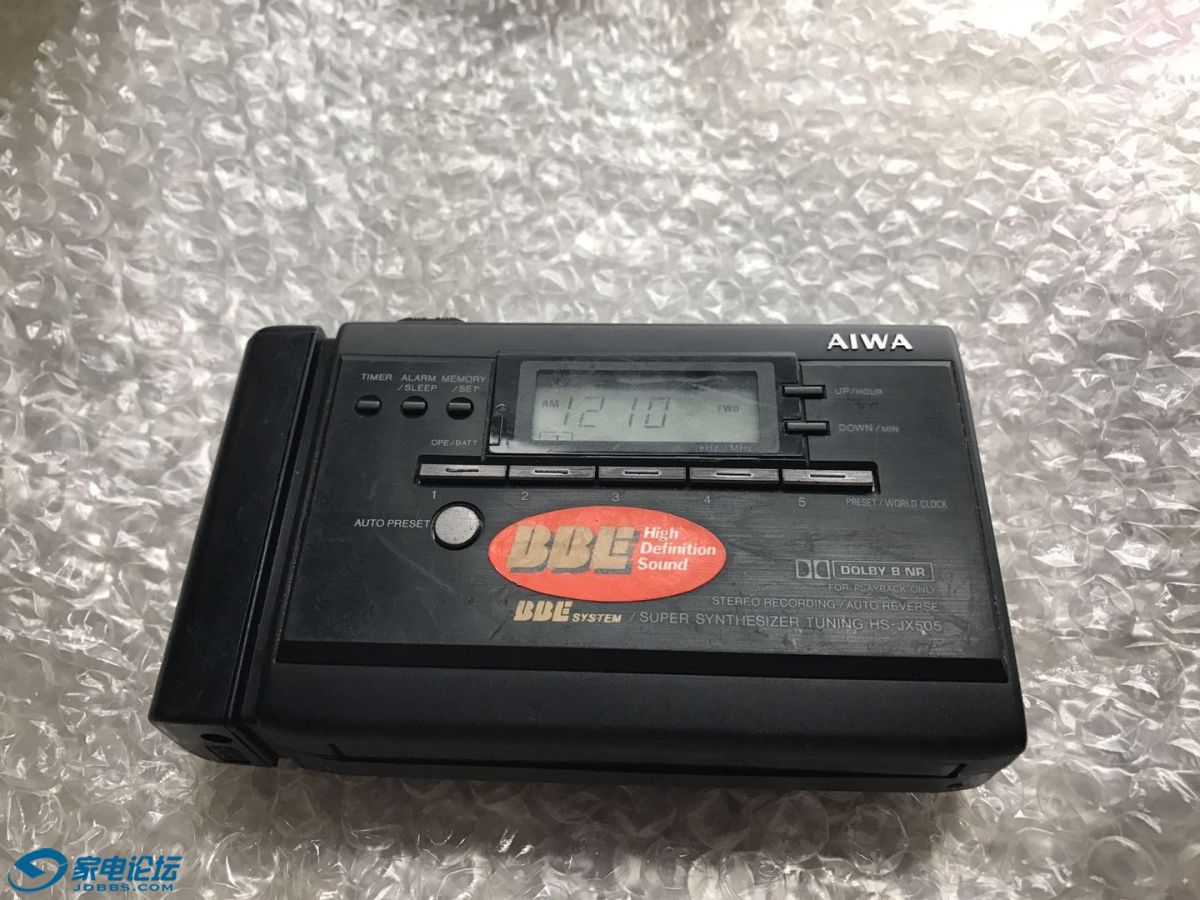 AIWA
TIMER ALARM /SLEEP MEMORY /SET
AM 1210 TWO
kHz / MHz
UP/HOUR
DOWN/MIN
OPE/BATT
1 2 3 4 5 PRESET/WORLD CLOCK
AUTO PRESET
BBE High Definition Sound
DOLBY B NR
FOR PLAYBACK ONLY
STEREO RECORDING/AUTO REVERSE
BBE SYSTEM / SUPER SYNTHESIZER TUNING HS-JX505
家电论坛
JDBBS.COM